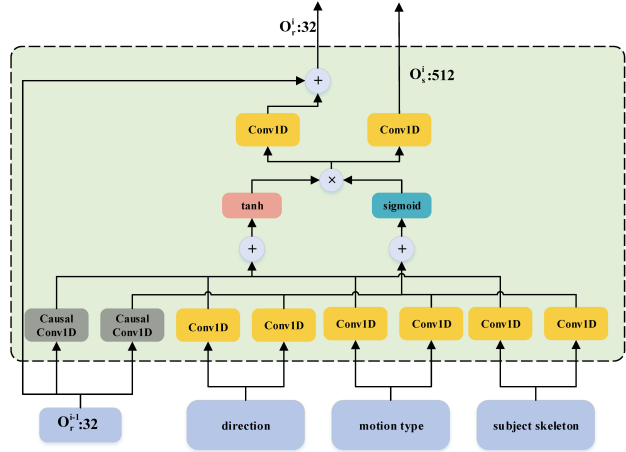 O_r^i:32
O_s^i:512
+
Conv1D
Conv1D
×
tanh
sigmoid
+
+
Causal
Conv1D
Causal
Conv1D
Conv1D
Conv1D
Conv1D
Conv1D
Conv1D
Conv1D
O_r^{i-1}:32
direction
motion type
subject skeleton